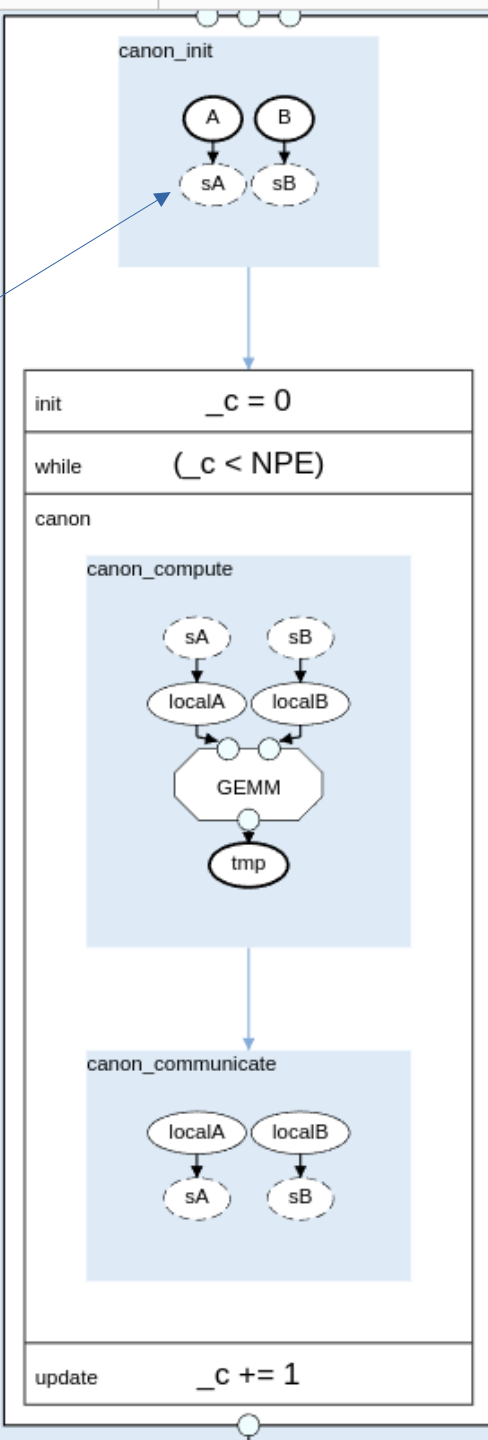 canon_init
A B
sA sB
init _c = 0
while (_c < NPE)
canon
canon_compute
sA sB
localA localB
GEMM
tmp
canon_communicate
localA localB
sA sB
update _c += 1